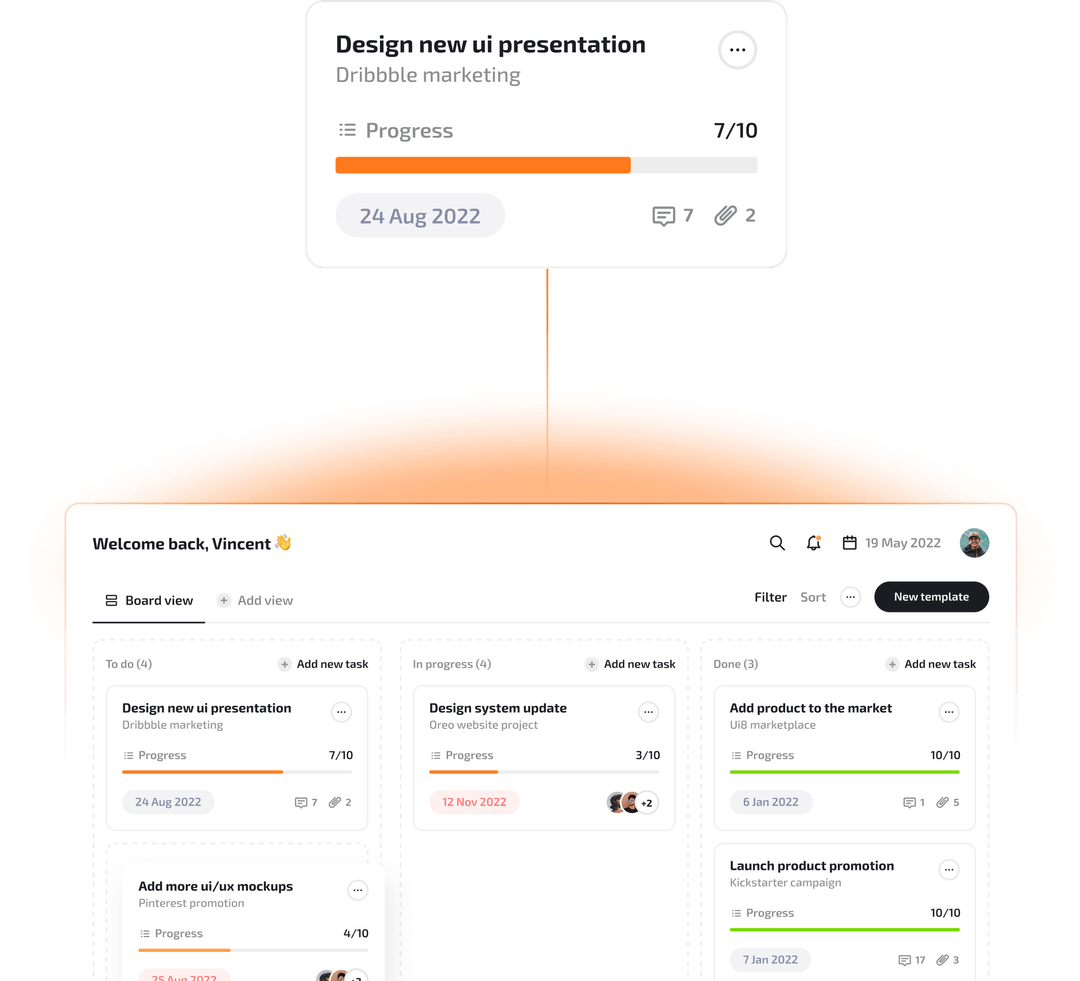 Design new ui presentation
Dribbble marketing
Progress 7/10
24 Aug 2022 7 2
Welcome back, Vincent 👋
19 May 2022
Board view + Add view
Filter Sort ... New template
To do (4) + Add new task
Design new ui presentation
Dribbble marketing
Progress 7/10
24 Aug 2022 7 2
Add more ui/ux mockups
Pinterest promotion
Progress 4/10
25 Aug 2022
In progress (4) + Add new task
Design system update
Oreo website project
Progress 3/10
12 Nov 2022 +2
Done (3) + Add new task
Add product to the market
Ui8 marketplace
Progress 10/10
6 Jan 2022 1 5
Launch product promotion
Kickstarter campaign
Progress 10/10
7 Jan 2022 17 3